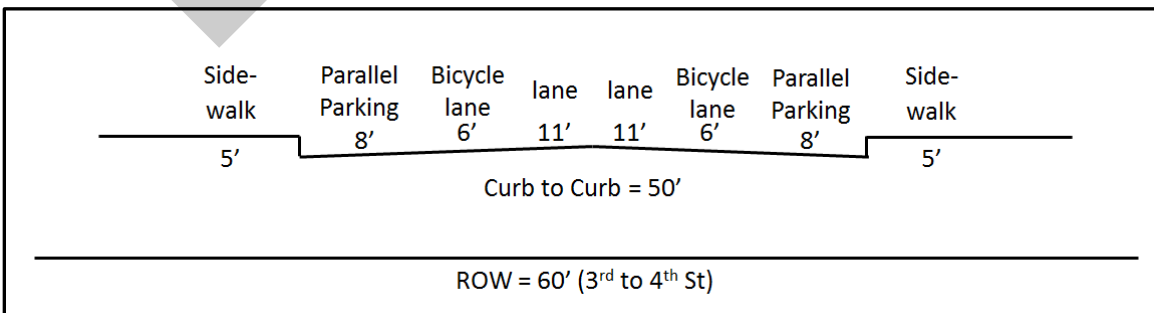 Side-
walk
5’
Parallel
Parking
8’
Bicycle
lane
6’
lane
11’
lane
11’
Bicycle
lane
6’
Parallel
Parking
8’
Side-
walk
5’
Curb to Curb = 50’
ROW = 60’ (3rd to 4th St)